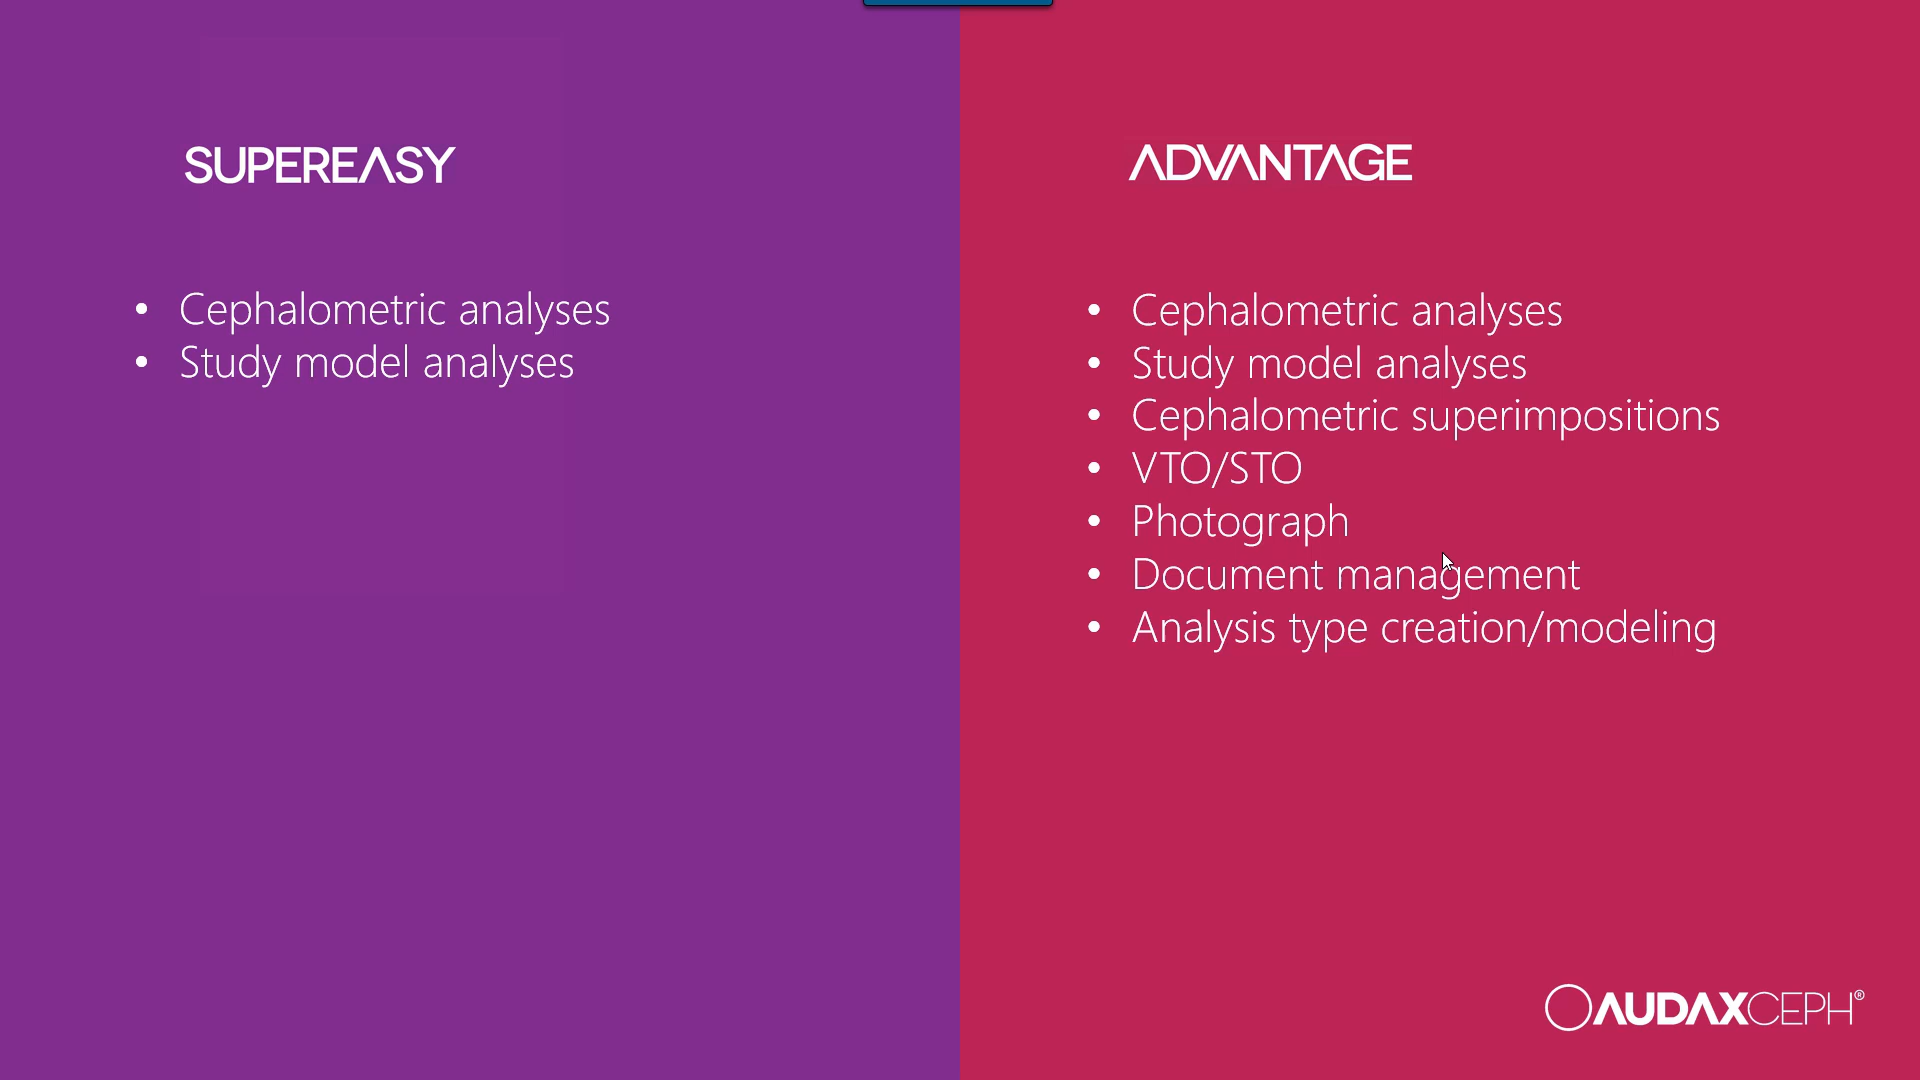 SUPEREASY
• Cephalometric analyses
• Study model analyses
ADVANTAGE
• Cephalometric analyses
• Study model analyses
• Cephalometric superimpositions
• VTO/STO
• Photograph
• Document management
• Analysis type creation/modeling
AUDAXCEPH®